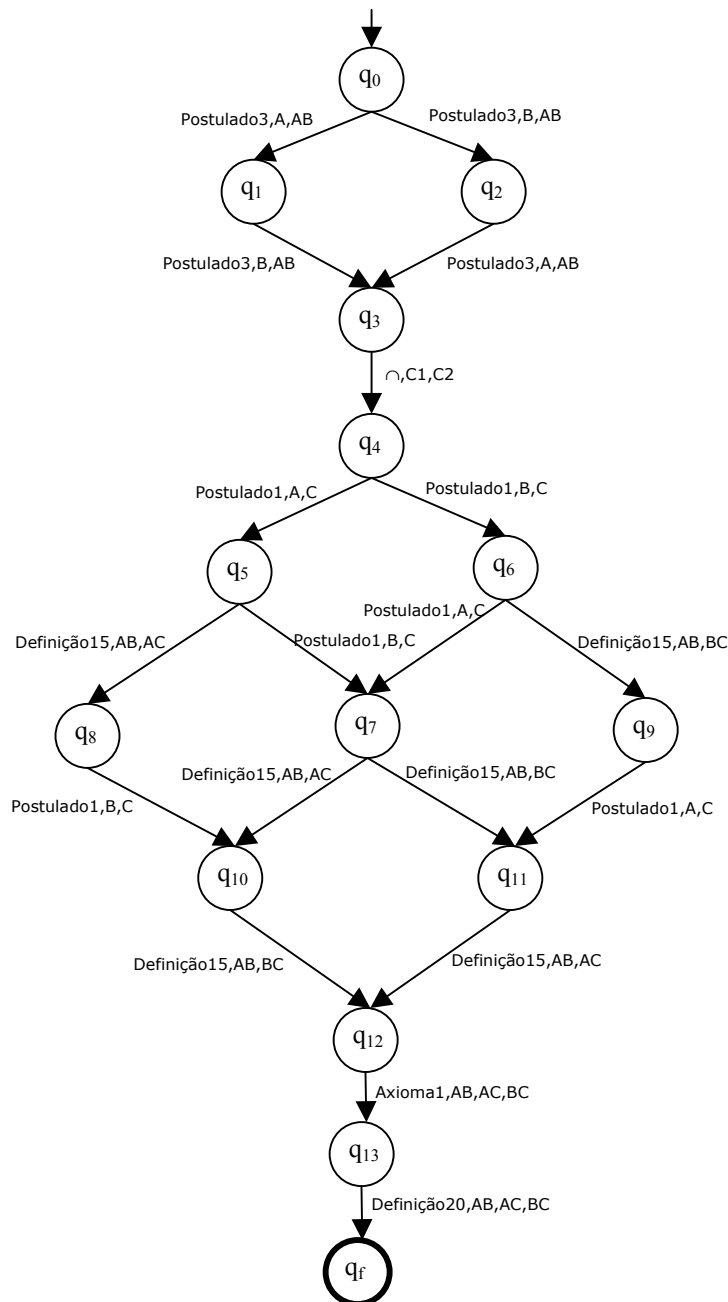 q0
Postulado3,A,AB
Postulado3,B,AB
q1
q2
Postulado3,B,AB
Postulado3,A,AB
q3
∩,C1,C2
q4
Postulado1,A,C
Postulado1,B,C
q5
q6
Definição15,AB,AC
Postulado1,B,C
Postulado1,A,C
Definição15,AB,BC
q8
q7
q9
Postulado1,B,C
Definição15,AB,AC
Definição15,AB,BC
Postulado1,A,C
q10
q11
Definição15,AB,BC
Definição15,AB,AC
q12
Axioma1,AB,AC,BC
q13
Definição20,AB,AC,BC
qf